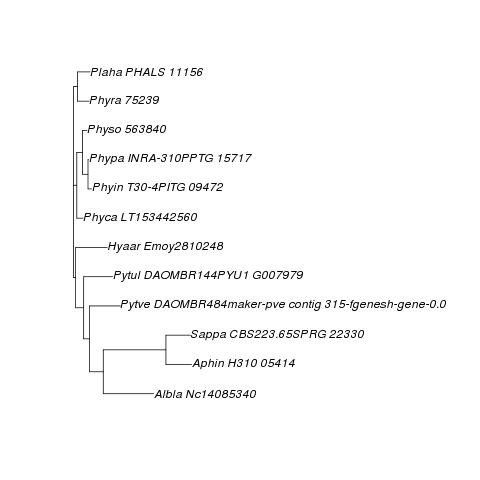 Plaha PHALS 11156
Phyra 75239
Physo 563840
Phypa INRA-310PPTG 15717
Phyin T30-4PITG 09472
Phyca LT153442560
Hyaar Emoy2810248
Pytul DAOMBR144PYU1 G007979
Pytve DAOMBR484maker-pve contig 315-fgenesh-gene-0.0
Sappa CBS223.65SPRG 22330
Aphin H310 05414
Albla Nc14085340